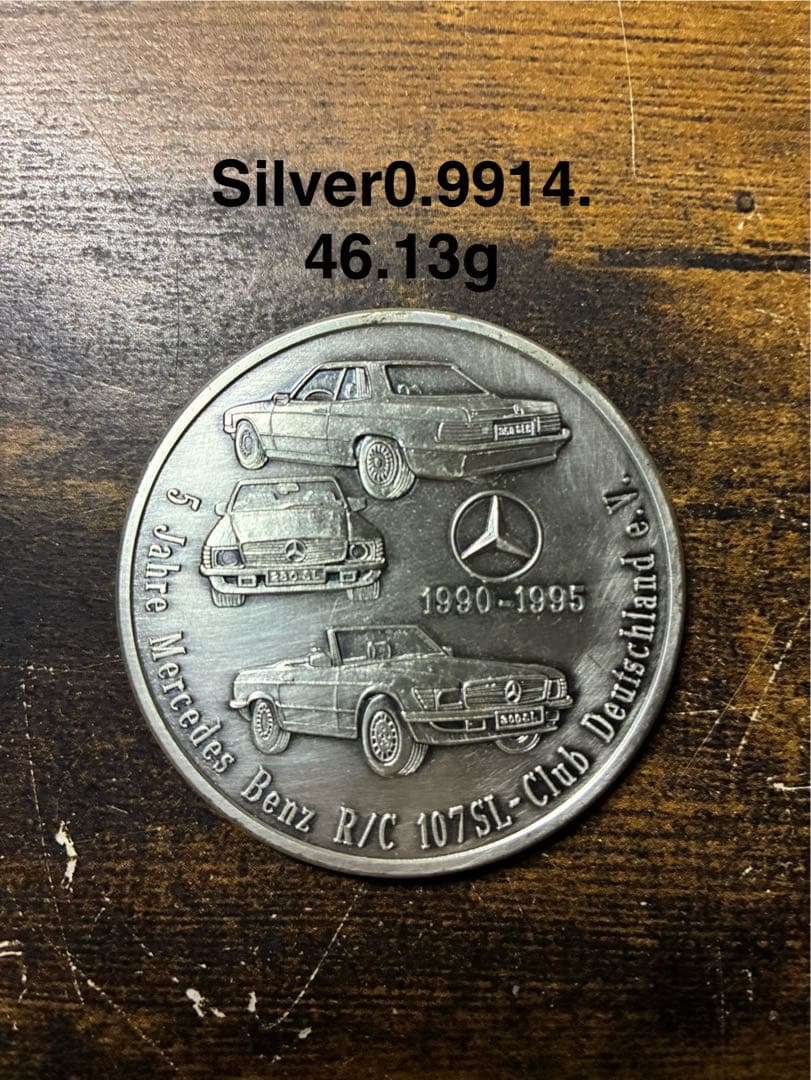 Silver0.9914.
46.13g
1990-1995
5 Jahre Mercedes Benz R/C 107SL-Club Deutschland e.V.